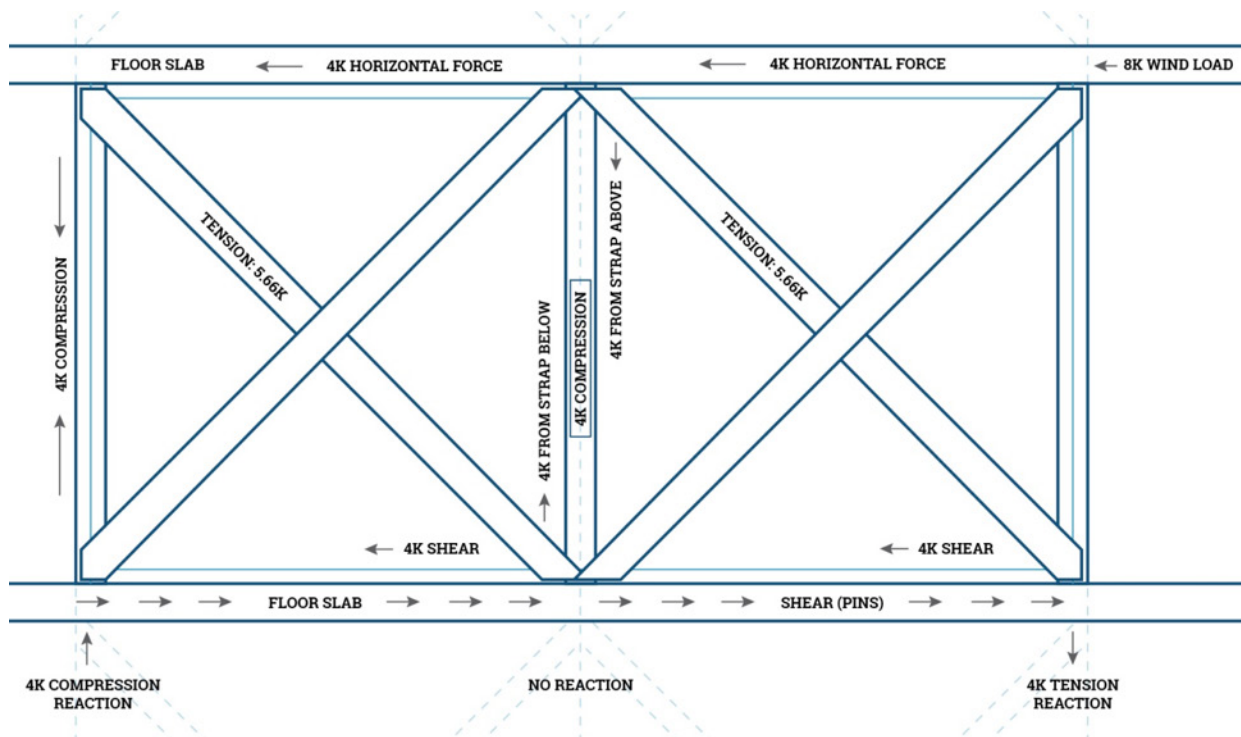 FLOOR SLAB
4K HORIZONTAL FORCE
4K HORIZONTAL FORCE
8K WIND LOAD
4K COMPRESSION
TENSION: 5.66K
4K FROM STRAP BELOW
4K COMPRESSION
4K FROM STRAP ABOVE
TENSION: 5.66K
4K SHEAR
4K SHEAR
FLOOR SLAB
SHEAR (PINS)
4K COMPRESSION
REACTION
NO REACTION
4K TENSION
REACTION